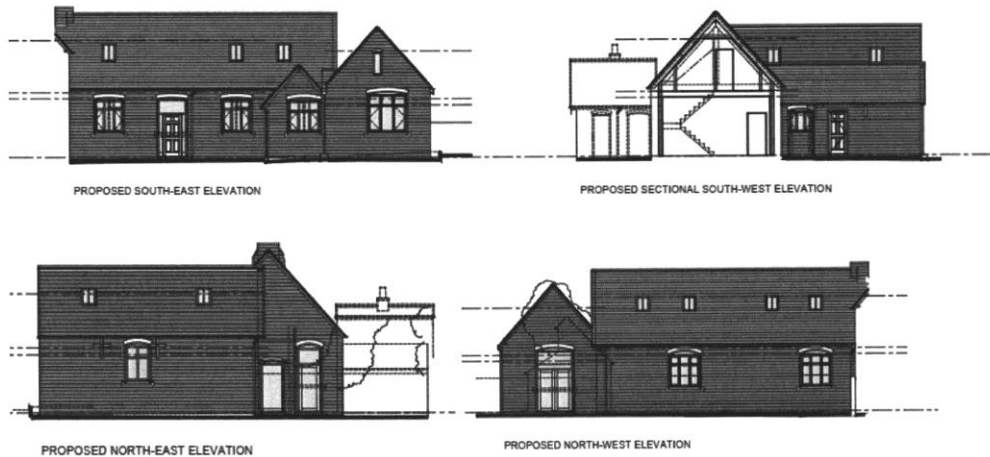 PROPOSED SOUTH-EAST ELEVATION
PROPOSED SECTIONAL SOUTH-WEST ELEVATION
PROPOSED NORTH-EAST ELEVATION
PROPOSED NORTH-WEST ELEVATION